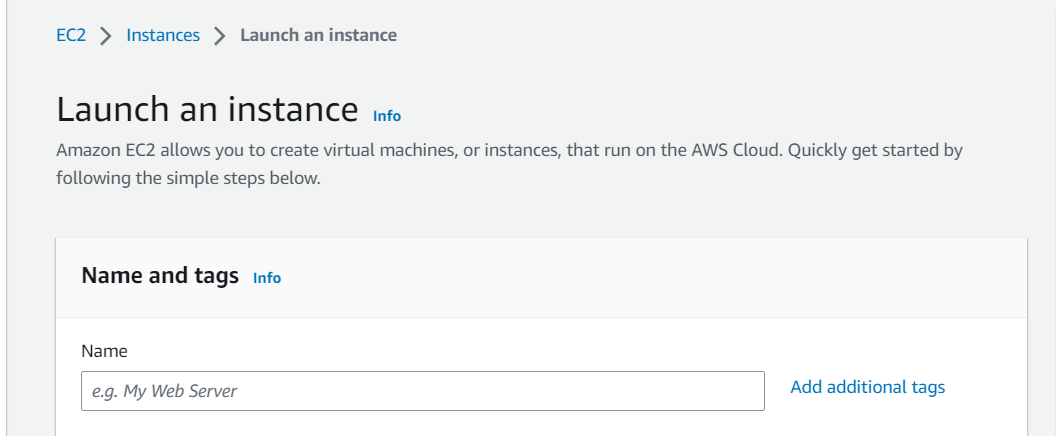 EC2 > Instances > Launch an instance
Launch an instance Info
Amazon EC2 allows you to create virtual machines, or instances, that run on the AWS Cloud. Quickly get started by
following the simple steps below.
Name and tags Info
Name
e.g. My Web Server Add additional tags